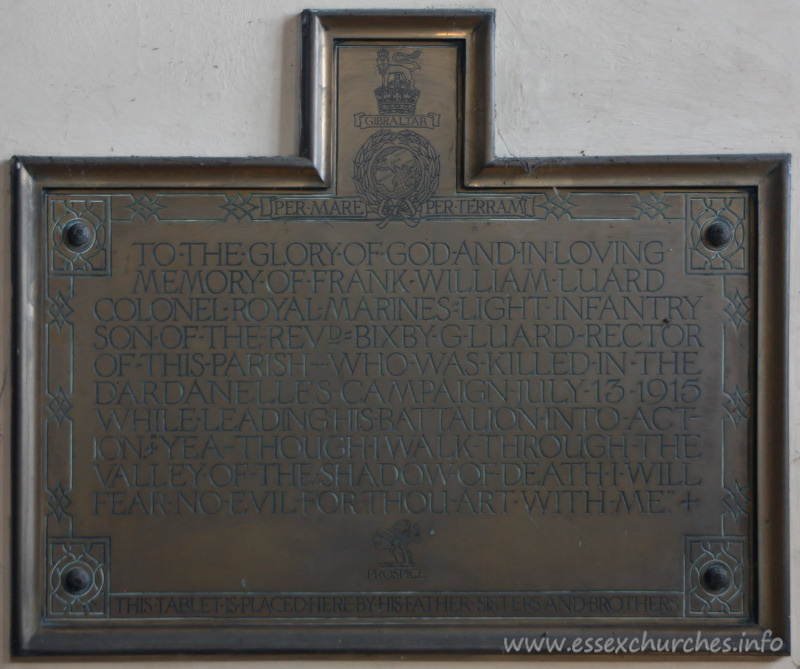 GIBRALTAR
PER·MARE PER·TERRAM
TO·THE·GLORY·OF·GOD·AND·IN·LOVING
MEMORY·OF·FRANK·WILLIAM·LUARD
COLONEL·ROYAL·MARINES·LIGHT·INFANTRY
SON·OF·THE·REVD·BIXBY·G·LUARD·RECTOR
OF·THIS·PARISH–WHO·WAS·KILLED·IN·THE
DARDANELLES·CAMPAIGN·JULY·13·1915
WHILE·LEADING·HIS·BATTALION·INTO·ACT-
ION "YEA–THOUGH·I·WALK·THROUGH·THE
VALLEY·OF·THE·SHADOW·OF·DEATH·I·WILL
FEAR·NO·EVIL·FOR·THOU·ART·WITH·ME" +
PROSPICE
THIS·TABLET·IS·PLACED·HERE·BY·HIS·FATHER·SISTERS·AND·BROTHERS
www.essexchurches.info